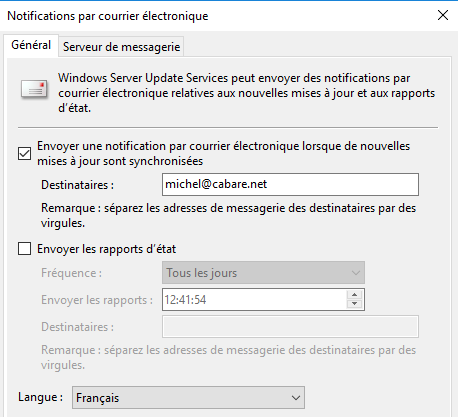 Notifications par courrier électronique
Général
Serveur de messagerie
Windows Server Update Services peut envoyer des notifications par
courrier électronique relatives aux nouvelles mises à jour et aux rapports
d'état.
Envoyer une notification par courrier électronique lorsque de nouvelles
mises à jour sont synchronisées
Destinataires :
michel@cabare.net
Remarque : séparez les adresses de messagerie des destinataires par des
virgules.
Envoyer les rapports d'état
Fréquence :
Tous les jours
Envoyer les rapports :
12:41:54
Destinataires :
Remarque : séparez les adresses de messagerie des destinataires par des
virgules.
Langue :
Français